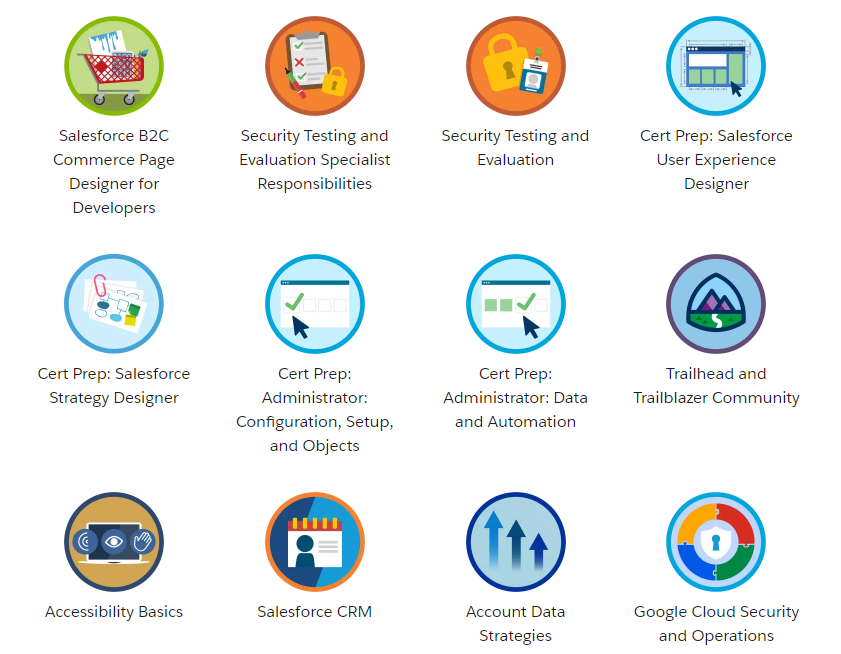 Salesforce B2C
Commerce Page
Designer for
Developers
Security Testing and
Evaluation Specialist
Responsibilities
Security Testing and
Evaluation
Cert Prep: Salesforce
User Experience
Designer
Cert Prep: Salesforce
Strategy Designer
Cert Prep:
Administrator:
Configuration, Setup,
and Objects
Cert Prep:
Administrator: Data
and Automation
Trailhead and
Trailblazer Community
Accessibility Basics
Salesforce CRM
Account Data
Strategies
Google Cloud Security
and Operations